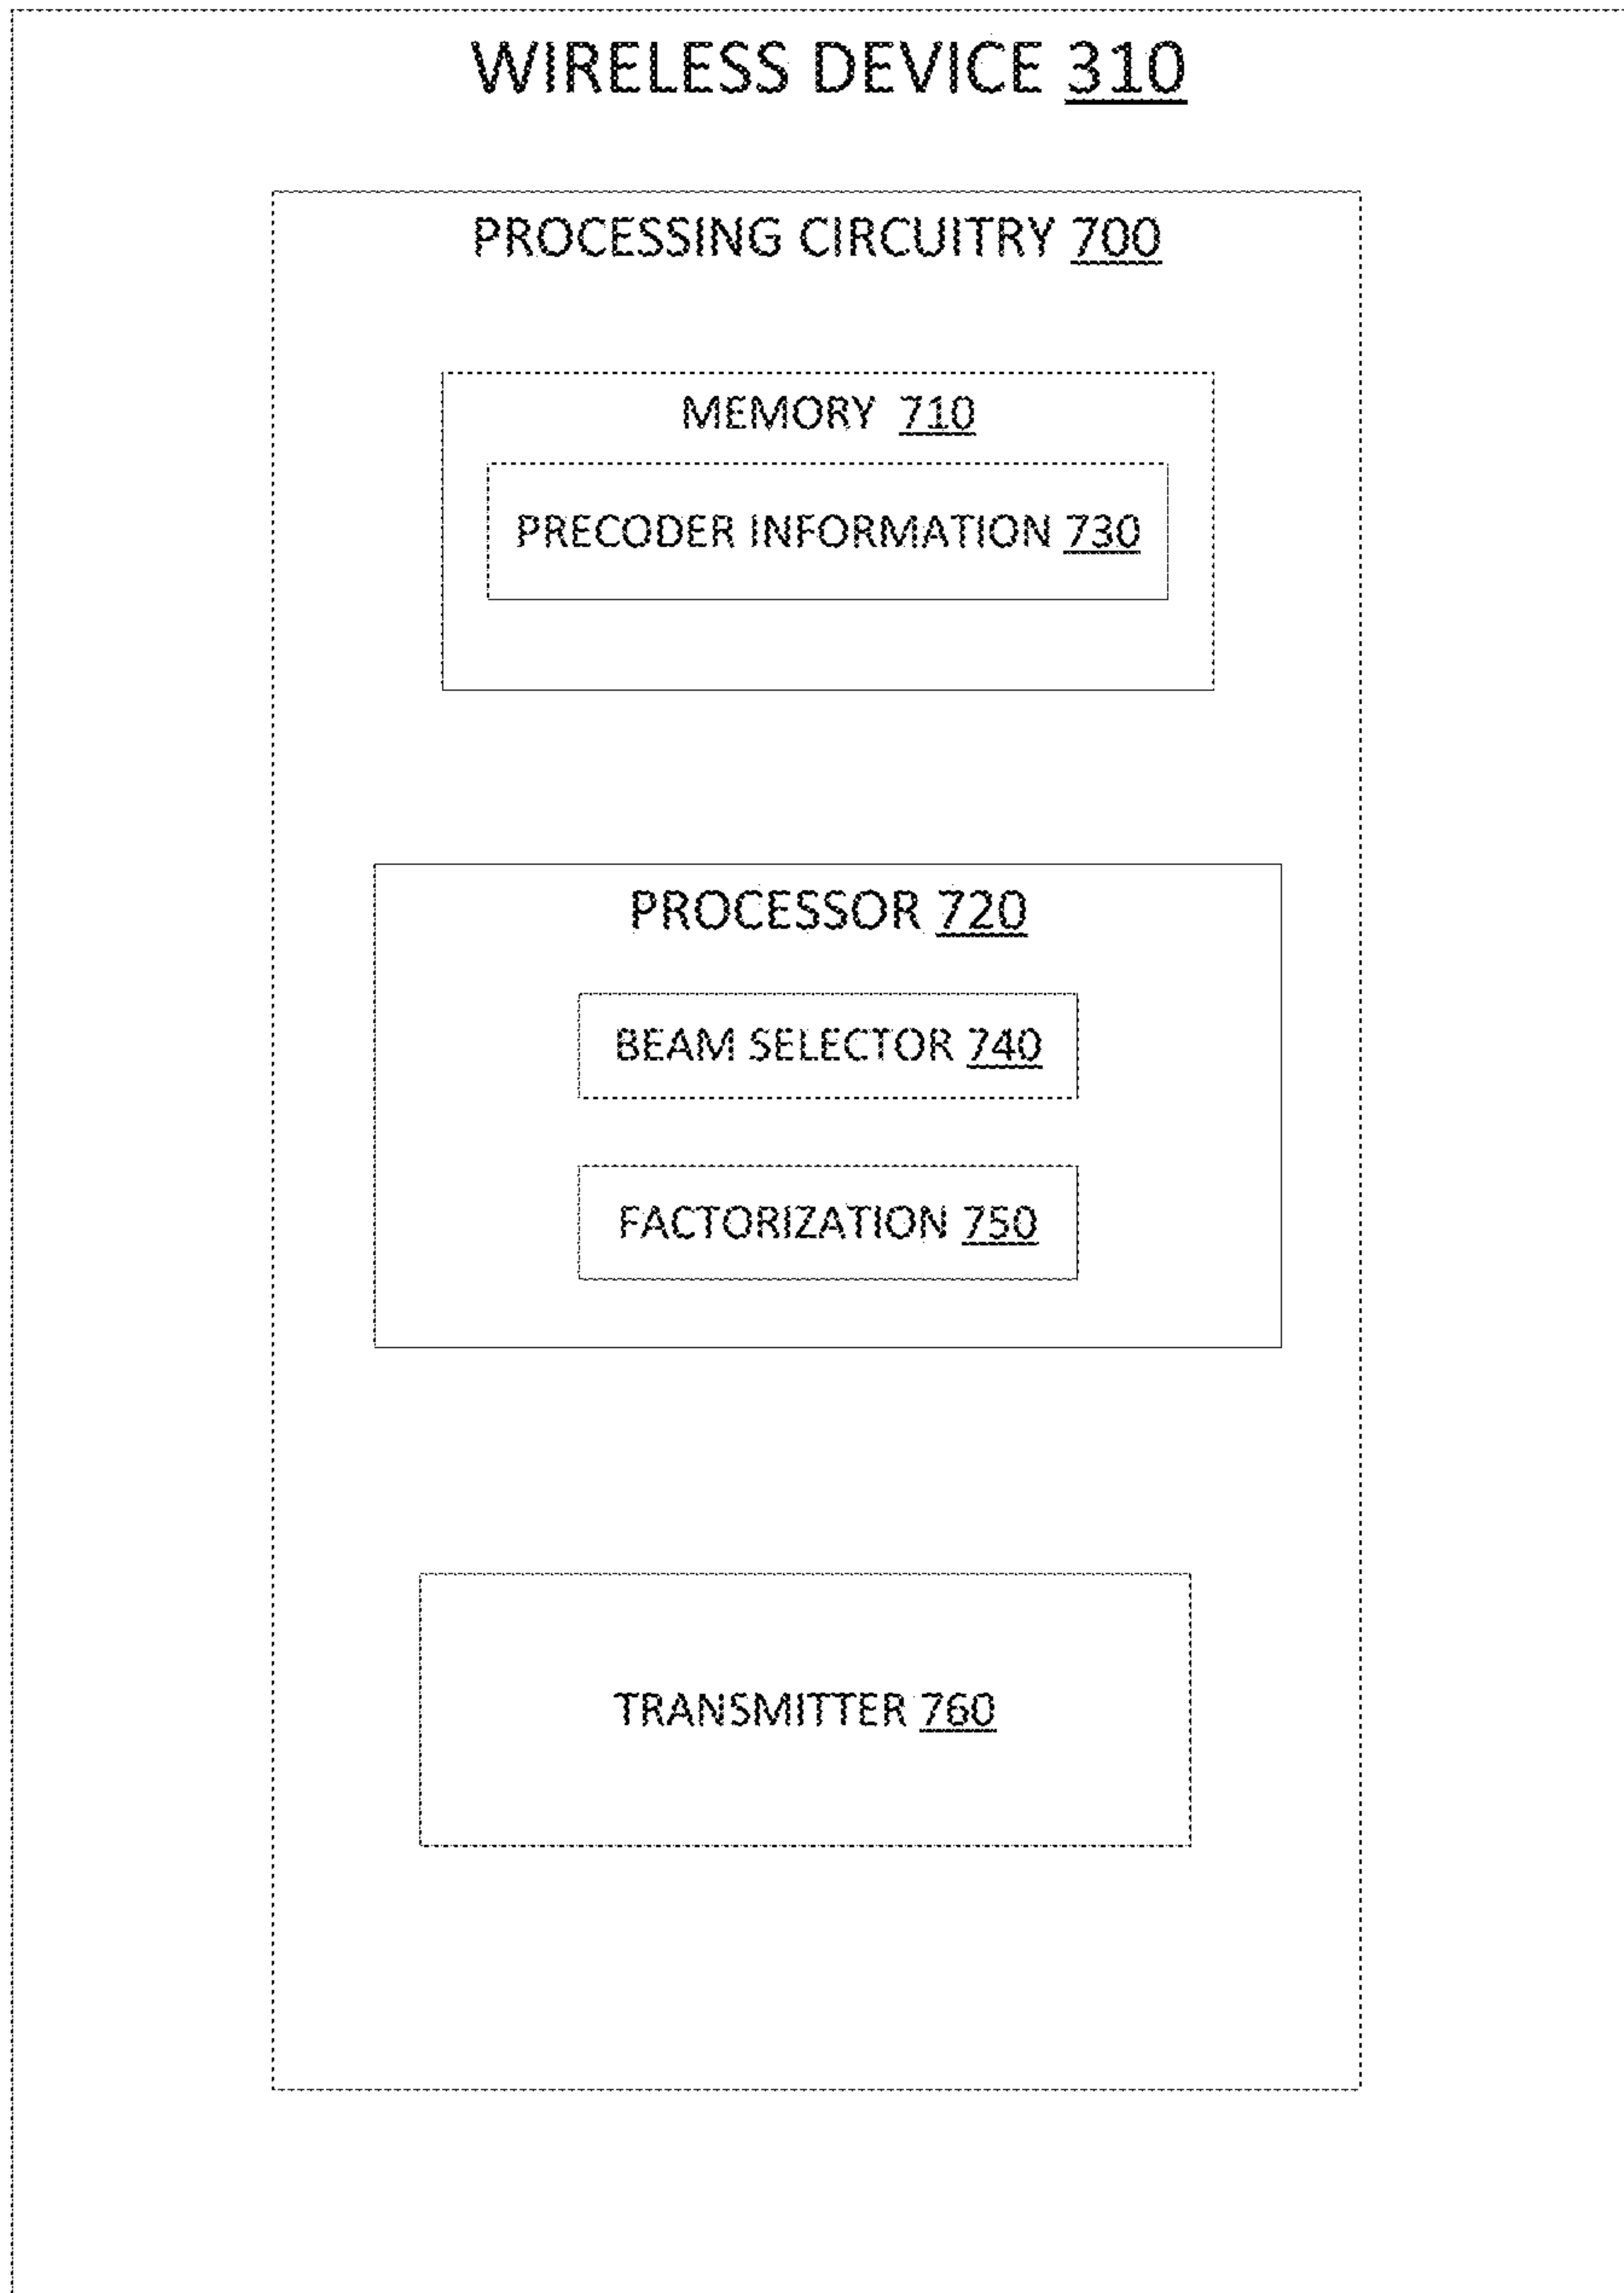 WIRELESS DEVICE 310
PROCESSING CIRCUITRY 700
MEMORY 710
PRECODER INFORMATION 730
PROCESSOR 720
BEAM SELECTOR 740
FACTORIZATION 750
TRANSMITTER 760